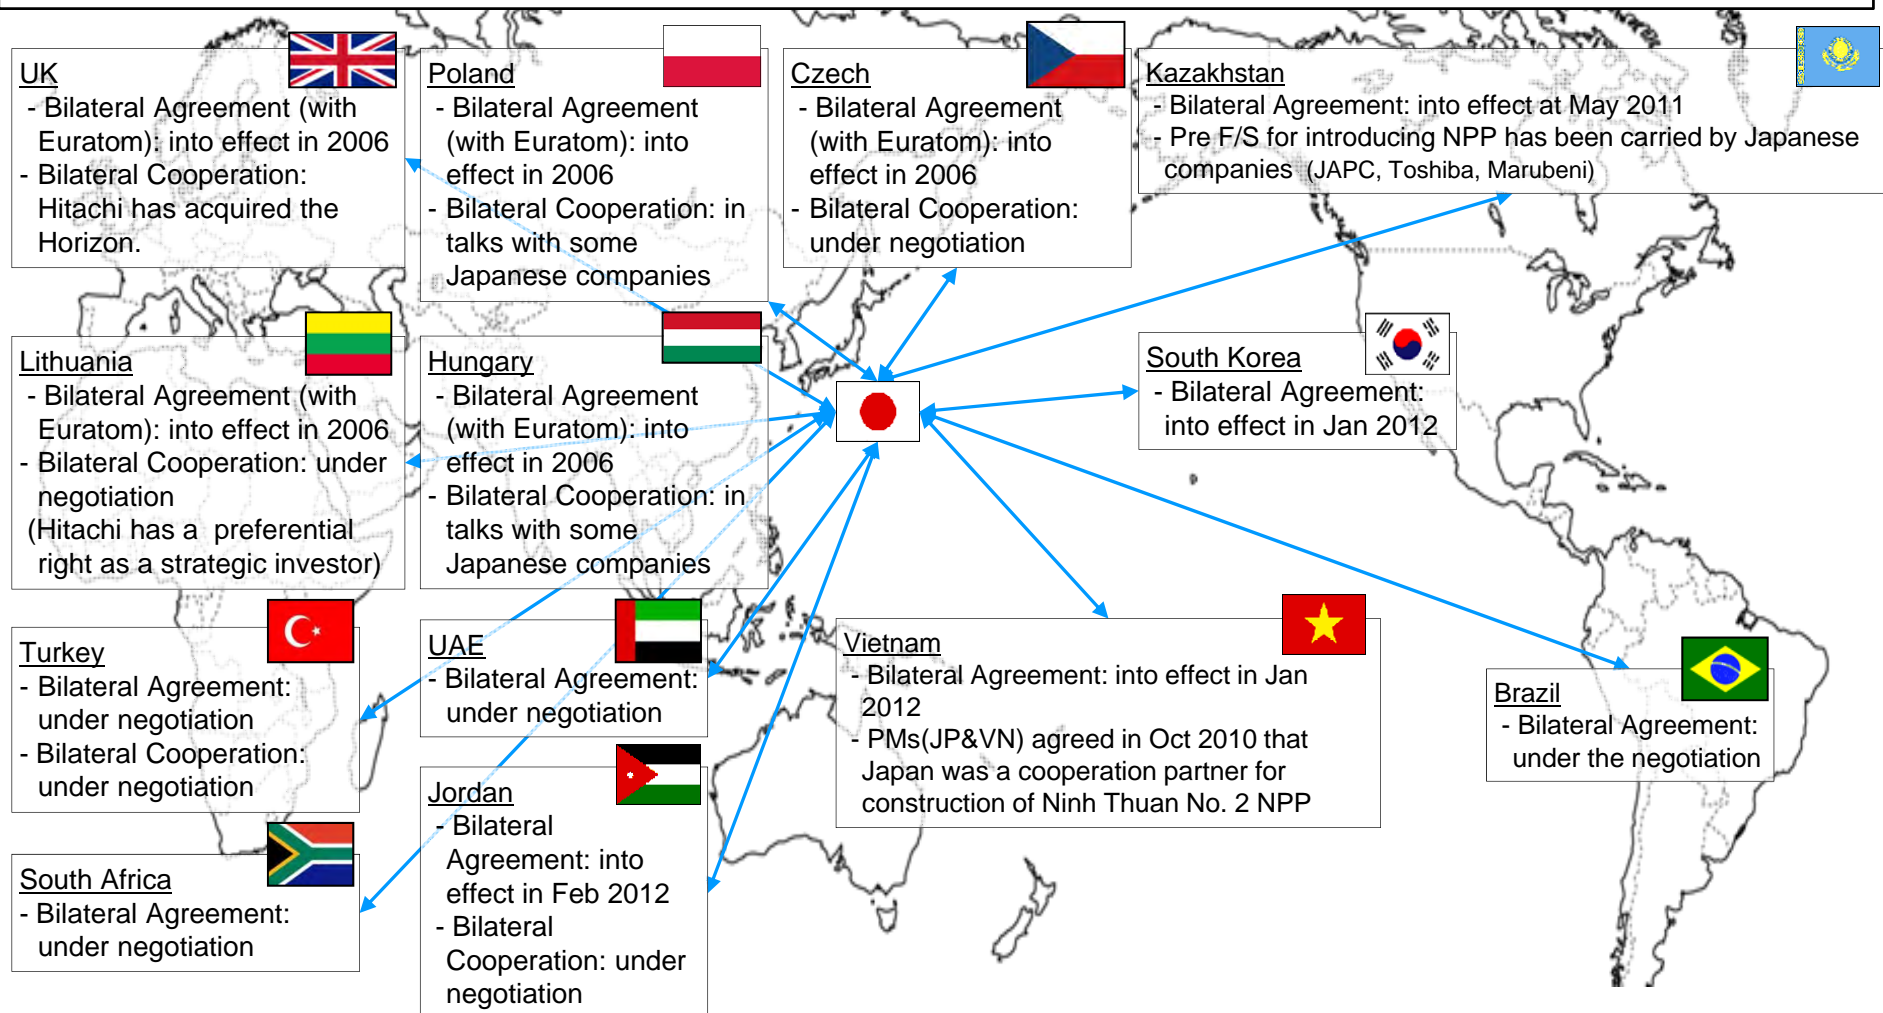 UK
- Bilateral Agreement (with
Euratom): into effect in 2006
- Bilateral Cooperation:
Hitachi has acquired the
Horizon.
Poland
- Bilateral Agreement
(with Euratom): into
effect in 2006
- Bilateral Cooperation: in
talks with some
Japanese companies
Czech
- Bilateral Agreement
(with Euratom): into
effect in 2006
- Bilateral Cooperation:
under negotiation
Kazakhstan
- Bilateral Agreement: into effect at May 2011
- Pre F/S for introducing NPP has been carried by Japanese
companies (JAPC, Toshiba, Marubeni)
Lithuania
- Bilateral Agreement (with
Euratom): into effect in 2006
- Bilateral Cooperation: under
negotiation
(Hitachi has a preferential
right as a strategic investor)
Hungary
- Bilateral Agreement
(with Euratom): into
effect in 2006
- Bilateral Cooperation: in
talks with some
Japanese companies
South Korea
- Bilateral Agreement:
into effect in Jan 2012
Turkey
- Bilateral Agreement:
under negotiation
- Bilateral Cooperation:
under negotiation
UAE
- Bilateral Agreement:
under negotiation
Vietnam
- Bilateral Agreement: into effect in Jan
2012
- PMs(JP&VN) agreed in Oct 2010 that
Japan was a cooperation partner for
construction of Ninh Thuan No. 2 NPP
Brazil
- Bilateral Agreement:
under the negotiation
South Africa
- Bilateral Agreement:
under negotiation
Jordan
- Bilateral
Agreement: into
effect in Feb 2012
- Bilateral
Cooperation: under
negotiation